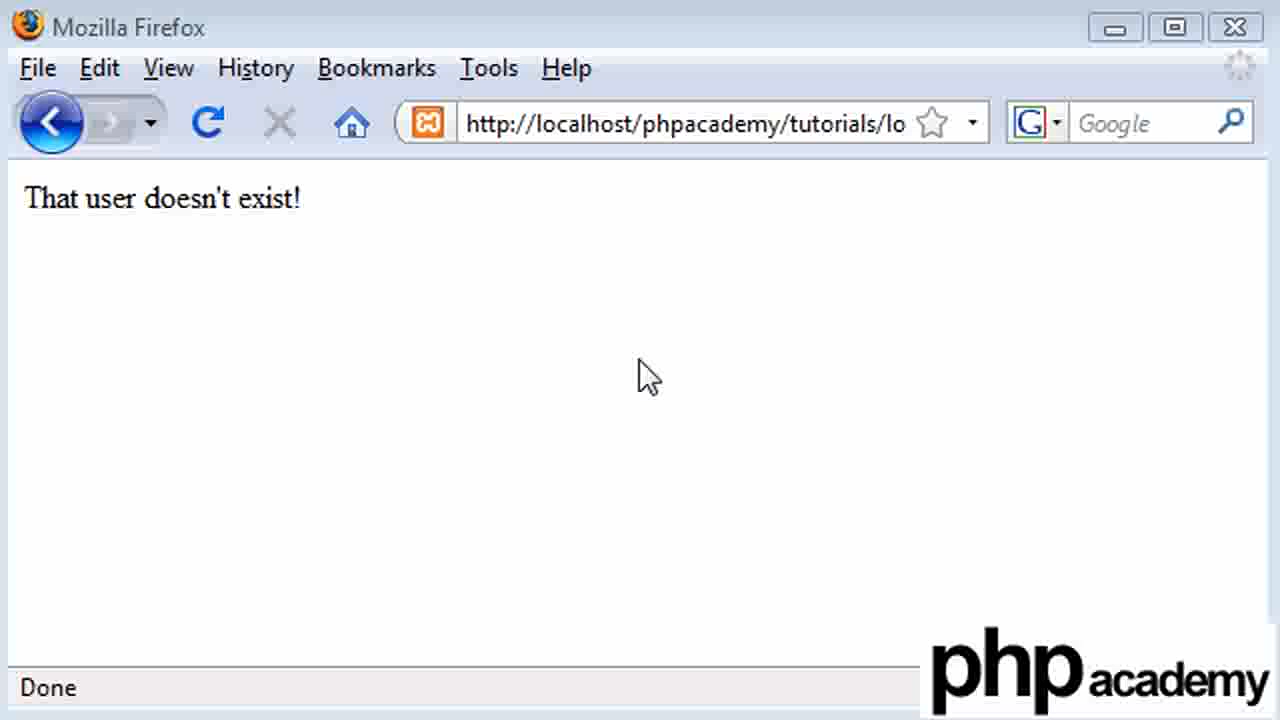 Mozilla Firefox
File Edit View History Bookmarks Tools Help
http://localhost/phpacademy/tutorials/lo
G Google
That user doesn't exist!
Done
php academy